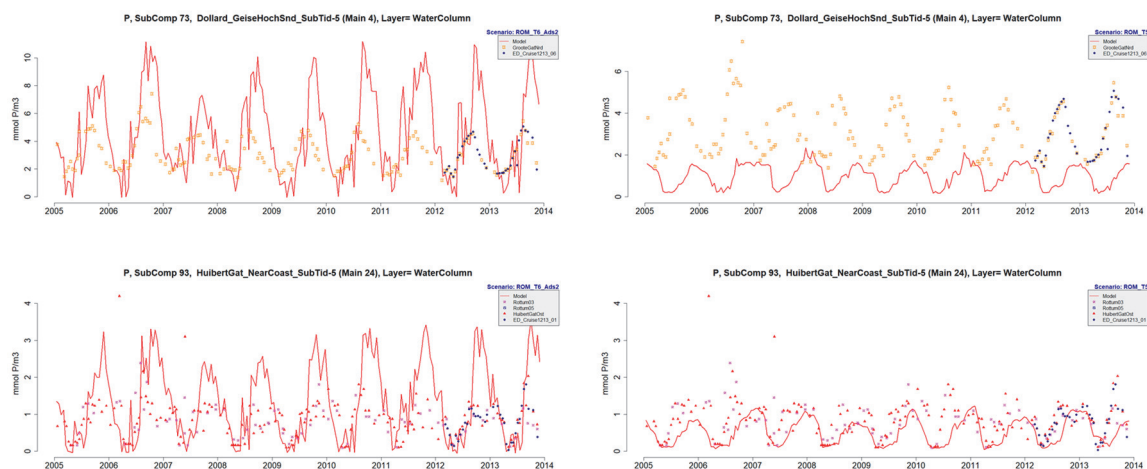 P, SubComp 73, Dollard_GeiseHochSnd_SubTid-5 (Main 4), Layer= WaterColumn
Scenario: ROM_T6_Ads2
Model
GrooteGatNrd
ED_Cruise1213_06
mmol P/m3
0 2 4 6 8 10
2005 2006 2007 2008 2009 2010 2011 2012 2013 2014
P, SubComp 73, Dollard_GeiseHochSnd_SubTid-5 (Main 4), Layer= WaterColumn
Scenario: ROM_T5
Model
GrooteGatNrd
ED_Cruise1213_06
mmol P/m3
0 2 4 6
2005 2006 2007 2008 2009 2010 2011 2012 2013 2014
P, SubComp 93, HuibertGat_NearCoast_SubTid-5 (Main 24), Layer= WaterColumn
Scenario: ROM_T6_Ads2
Model
Rottum03
Rottum05
HuibertGatOst
ED_Cruise1213_01
mmol P/m3
0 1 2 3 4
2005 2006 2007 2008 2009 2010 2011 2012 2013 2014
P, SubComp 93, HuibertGat_NearCoast_SubTid-5 (Main 24), Layer= WaterColumn
Scenario: ROM_T5
Model
Rottum03
Rottum05
HuibertGatOst
ED_Cruise1213_01
mmol P/m3
0 1 2 3 4
2005 2006 2007 2008 2009 2010 2011 2012 2013 2014